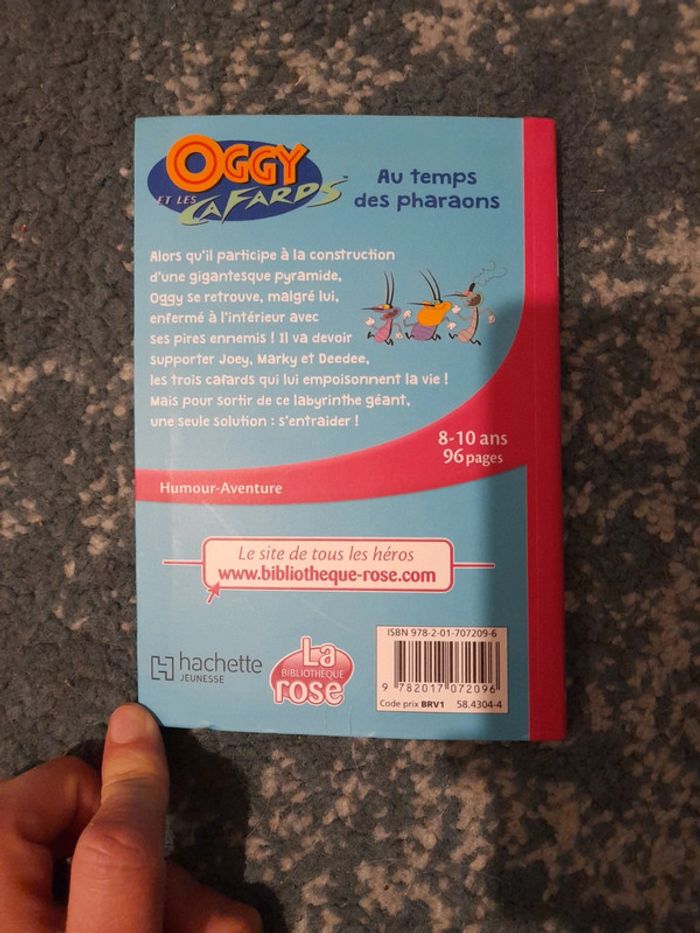 OGGY
ET LES CAFARDS™
Au temps
des pharaons
Alors qu'il participe à la construction
d'une gigantesque pyramide,
Oggy se retrouve, malgré lui,
enfermé à l'intérieur avec
ses pires ennemis ! Il va devoir
supporter Joey, Marky et Deedee,
les trois cafards qui lui empoisonnent la vie !
Mais pour sortir de ce labyrinthe géant,
une seule solution : s'entraider !
8-10 ans
96 pages
Humour-Aventure
Le site de tous les héros
www.bibliotheque-rose.com
hachette
JEUNESSE
La
BIBLIOTHÈQUE
rose
ISBN 978-2-01-707209-6
9 782017 072096
Code prix BRV1 58.4304-4